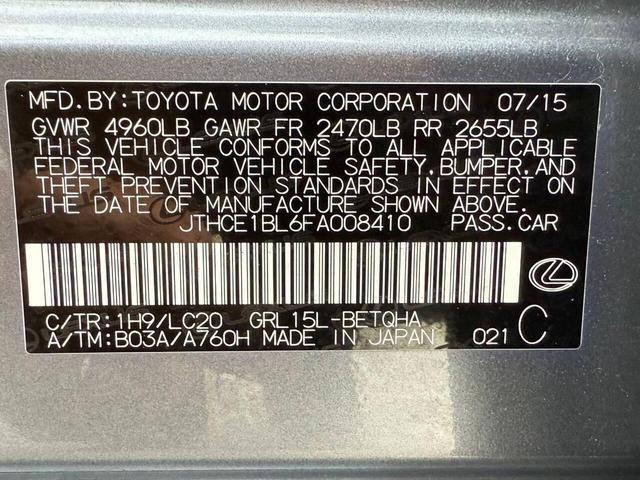 MFD.BY:TOYOTA MOTOR CORPORATION 07/15
GVWR 4960LB GAWR FR 2470LB RR 2655LB
THIS VEHICLE CONFORMS TO ALL APPLICABLE
FEDERAL MOTOR VEHICLE SAFETY,BUMPER,AND
THEFT PREVENTION STANDARDS IN EFFECT ON
THE DATE OF MANUFACTURE SHOWN ABOVE.
JTHCE1BL6FA008410 PASS.CAR
C/TR:1H9/LC20 GRL15L-BETQHA
A/TM:B03A/A760H MADE IN JAPAN 021 C